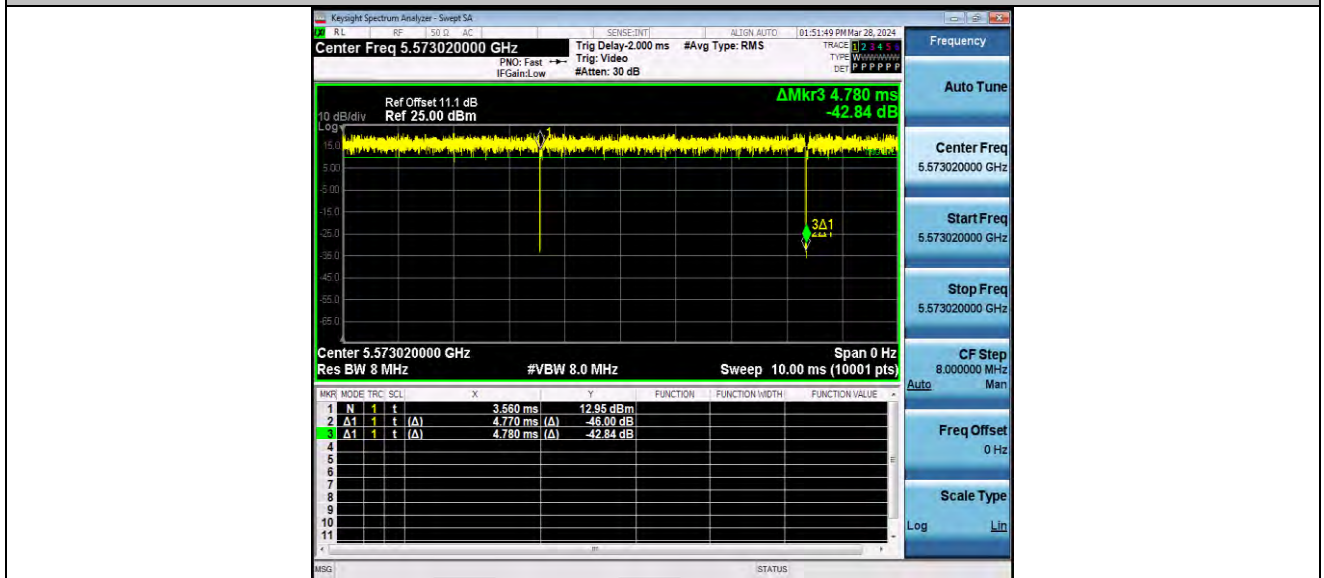 Keysight Spectrum Analyzer - Swept SA
RL RF 50 Ω AC SENSE:INT ALIGN AUTO 01:51:49 PM Mar 28, 2024
Center Freq 5.573020000 GHz
PNO: Fast
IFGain:Low
Trig Delay-2.000 ms
Trig: Video
#Atten: 30 dB
#Avg Type: RMS
TRACE 1 2 3 4 5 6
TYPE WWWWWW
DET P P P P P P
Ref Offset 11.1 dB
Ref 25.00 dBm
10 dB/div
Log
ΔMkr3 4.780 ms
-42.84 dB
15.0
5.00
-5.00
-15.0
-25.0
-35.0
-45.0
-55.0
-65.0
1
3Δ1
Center 5.573020000 GHz Span 0 Hz
Res BW 8 MHz #VBW 8.0 MHz Sweep 10.00 ms (10001 pts)
MKR MODE TRC SCL X Y FUNCTION FUNCTION WIDTH FUNCTION VALUE
1 N 1 t 3.560 ms 12.95 dBm
2 Δ1 1 t (Δ) 4.770 ms (Δ) -46.00 dB
3 Δ1 1 t (Δ) 4.780 ms (Δ) -42.84 dB
4
5
6
7
8
9
10
11
MSG STATUS
Frequency
Auto Tune
Center Freq
5.573020000 GHz
Start Freq
5.573020000 GHz
Stop Freq
5.573020000 GHz
CF Step
8.000000 MHz
Auto Man
Freq Offset
0 Hz
Scale Type
Log Lin